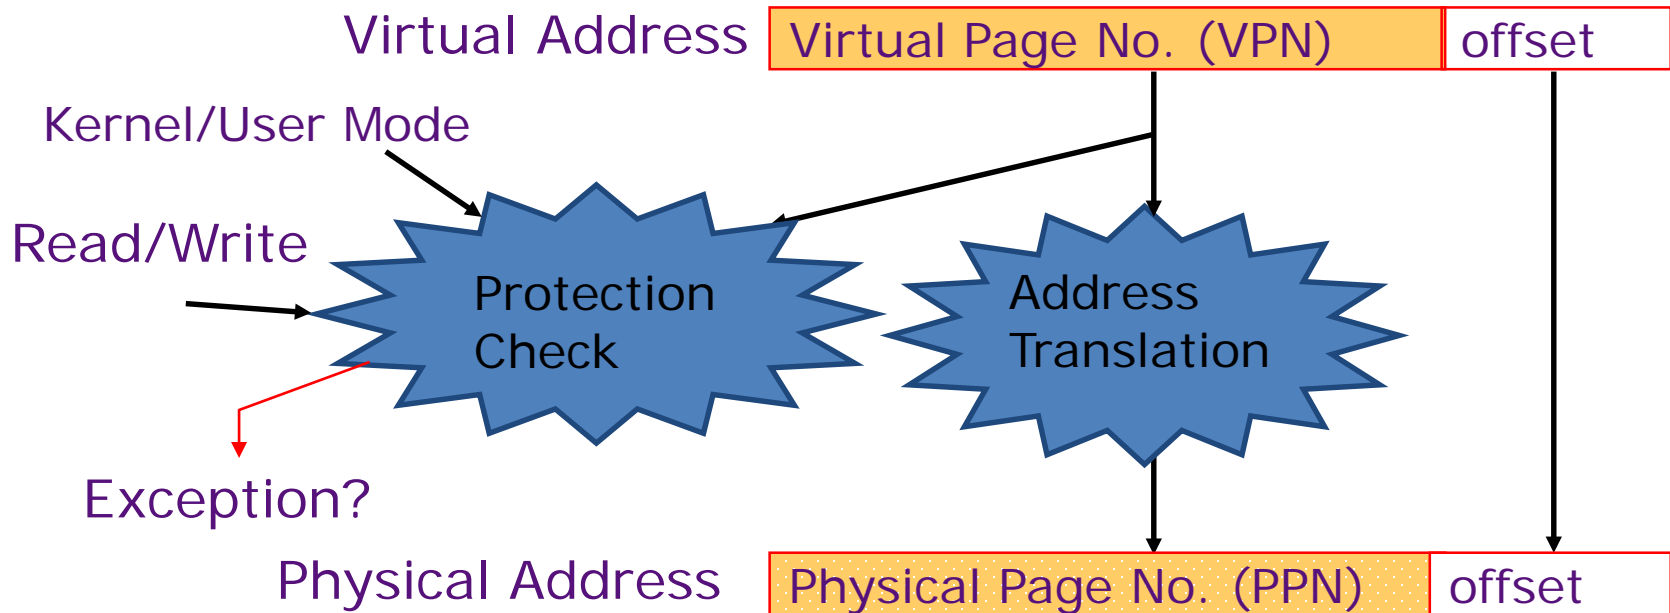 Virtual Address Virtual Page No. (VPN) offset
Kernel/User Mode
Read/Write
Protection
Check
Address
Translation
Exception?
Physical Address Physical Page No. (PPN) offset